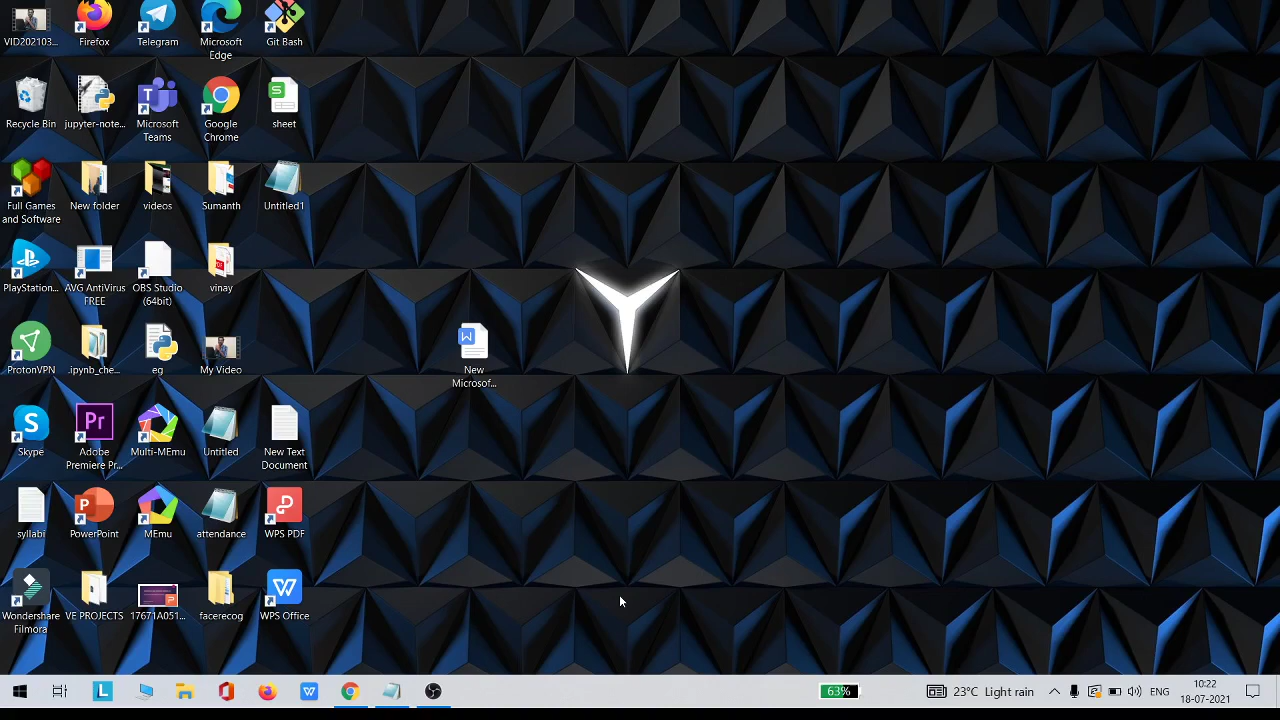 VID202103...
Firefox
Telegram
Microsoft
Edge
Git Bash
Recycle Bin
jupyter-note...
Microsoft
Teams
Google
Chrome
sheet
Full Games
and Software
New folder
videos
Sumanth
Untitled1
PlayStation...
AVG AntiVirus
FREE
OBS Studio
(64bit)
vinay
ProtonVPN
.ipynb_che...
eg
My Video
New
Microsof...
Skype
Adobe
Premiere Pr...
Multi-MEmu
Untitled
New Text
Document
syllabi
PowerPoint
MEmu
attendance
WPS PDF
Wondershare
Filmora
VE PROJECTS
17671A051...
facerecog
WPS Office
63%
23°C Light rain
ENG
10:22
18-07-2021